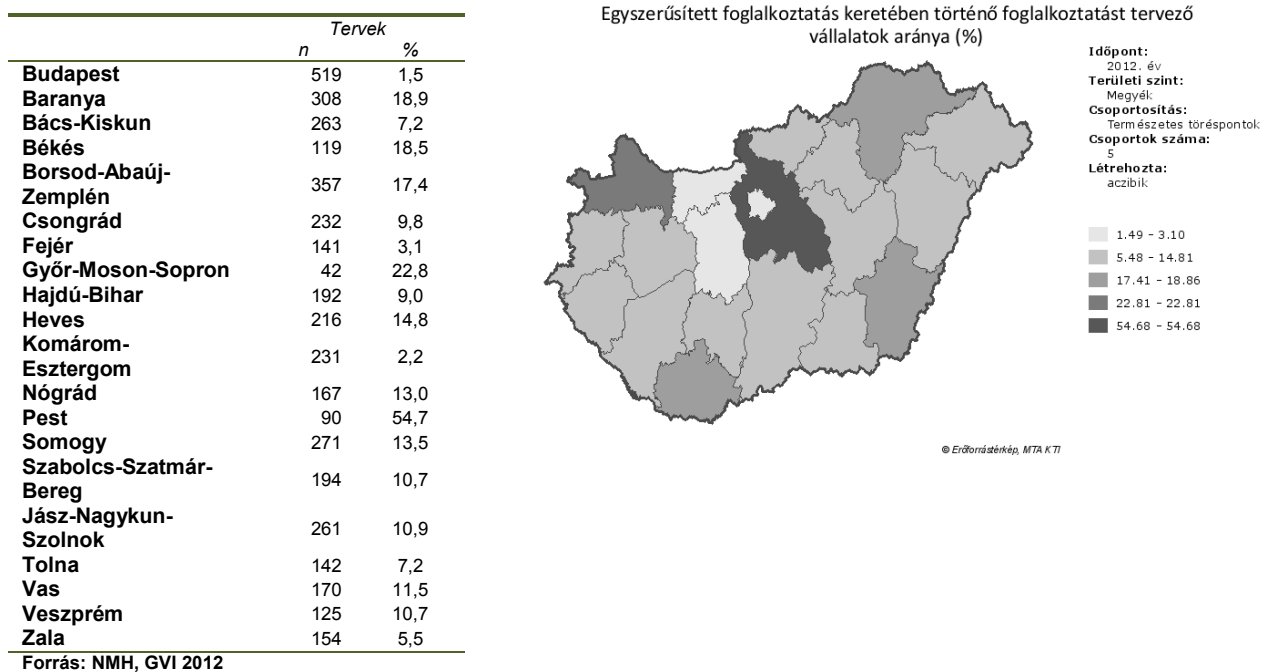 Tervek
n %
Budapest 519 1,5
Baranya 308 18,9
Bács-Kiskun 263 7,2
Békés 119 18,5
Borsod-Abaúj-
Zemplén 357 17,4
Csongrád 232 9,8
Fejér 141 3,1
Győr-Moson-Sopron 42 22,8
Hajdú-Bihar 192 9,0
Heves 216 14,8
Komárom-
Esztergom 231 2,2
Nógrád 167 13,0
Pest 90 54,7
Somogy 271 13,5
Szabolcs-Szatmár-
Bereg 194 10,7
Jász-Nagykun-
Szolnok 261 10,9
Tolna 142 7,2
Vas 170 11,5
Veszprém 125 10,7
Zala 154 5,5
Forrás: NMH, GVI 2012
Egyszerűsített foglalkoztatás keretében történő foglalkoztatást tervező
vállalatok aránya (%)
Időpont:
2012. év
Területi szint:
Megyék
Csoportosítás:
Természetes töréspontok
Csoportok száma:
5
Létrehozta:
aczibik
1.49 - 3.10
5.48 - 14.81
17.41 - 18.86
22.81 - 22.81
54.68 - 54.68
© Erőforrástérkép, MTA KTI